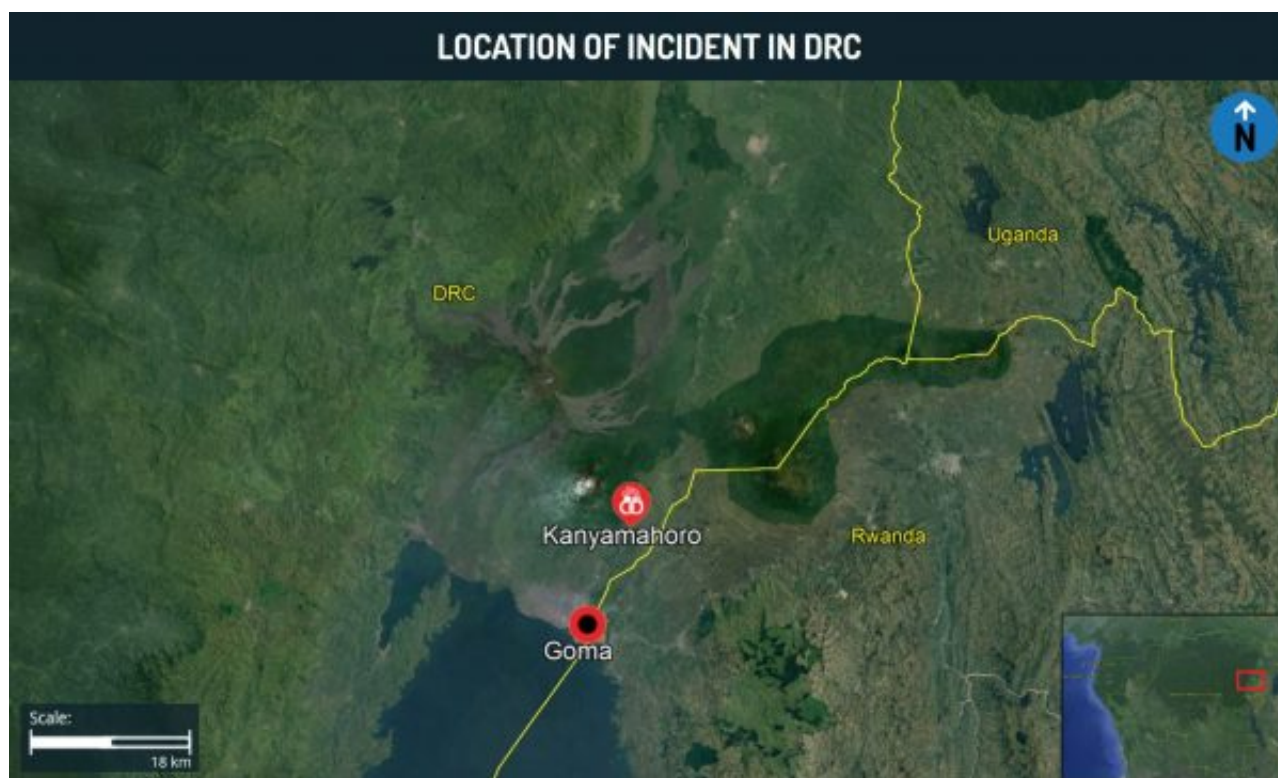 LOCATION OF INCIDENT IN DRC
N
Uganda
DRC
Kanyamahoro
Rwanda
Goma
Scale:
18 km